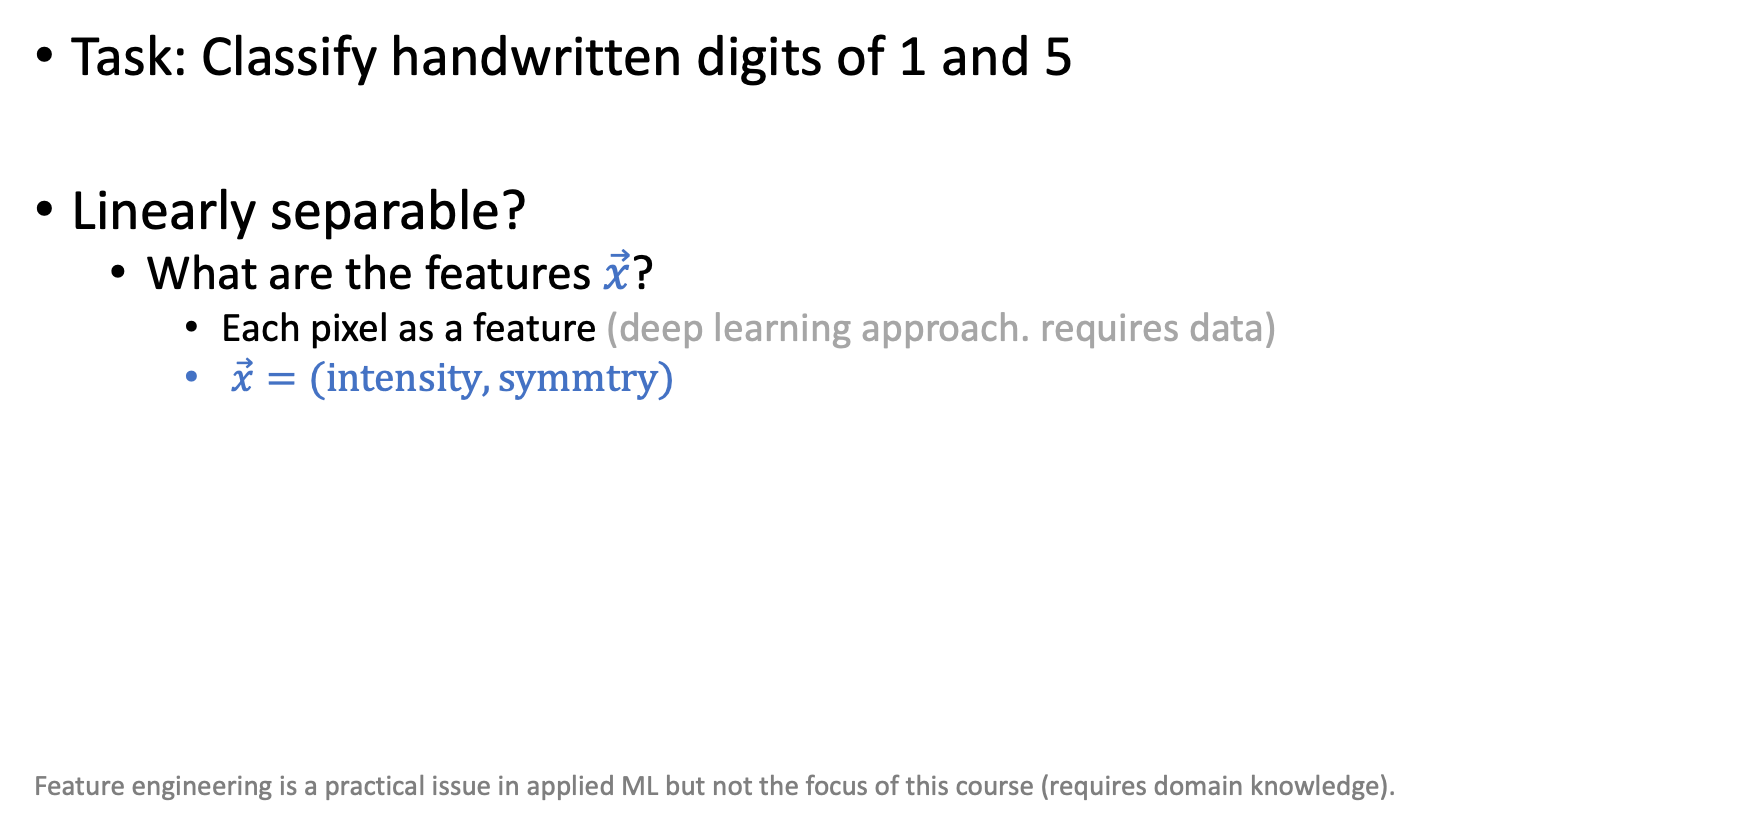 • Task: Classify handwritten digits of 1 and 5
• Linearly separable?
• What are the features x⃗?
• Each pixel as a feature (deep learning approach. requires data)
• x⃗ = (intensity, symmtry)
Feature engineering is a practical issue in applied ML but not the focus of this course (requires domain knowledge).